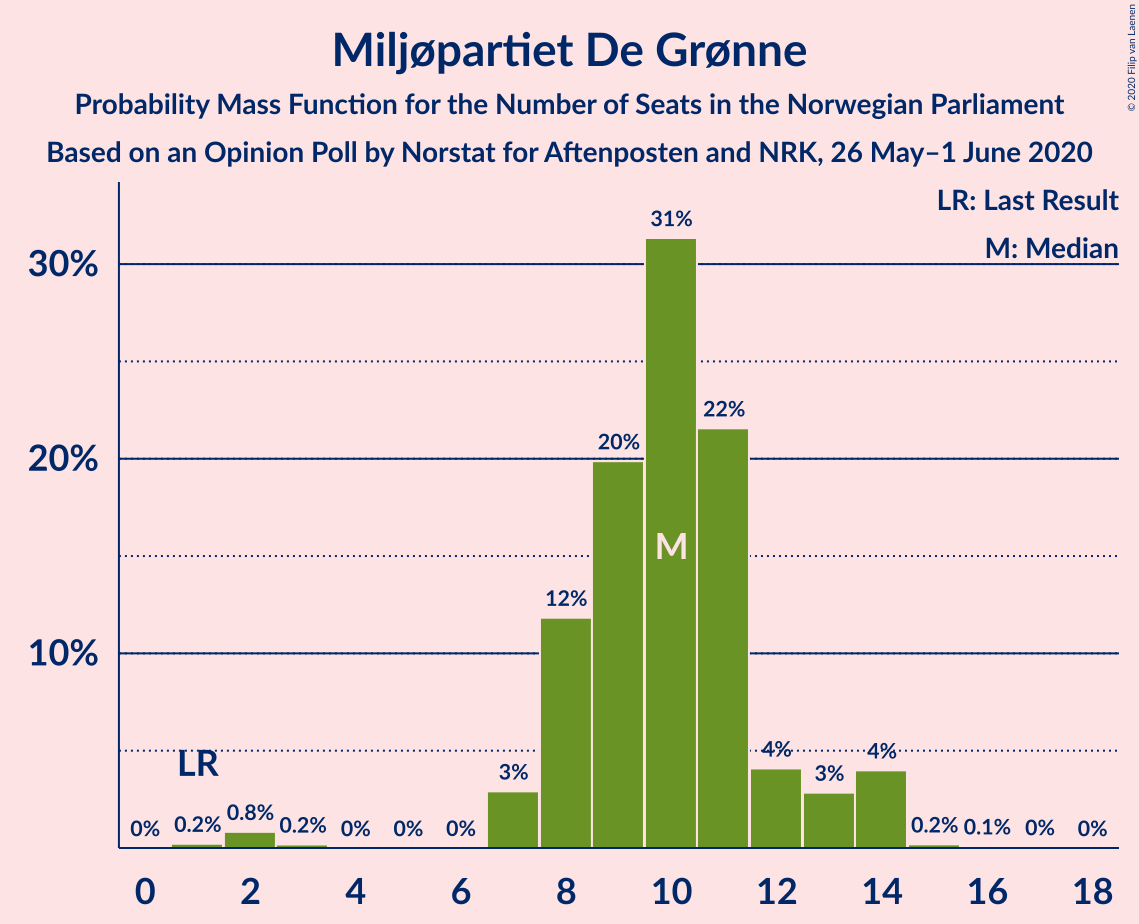 Miljøpartiet De Grønne
Probability Mass Function for the Number of Seats in the Norwegian Parliament
Based on an Opinion Poll by Norstat for Aftenposten and NRK, 26 May–1 June 2020
© 2020 Filip van Laenen
LR: Last Result
M: Median
30%
20%
10%
0%
0.2%
0.8%
0.2%
0%
0%
0%
3%
12%
20%
31%
22%
4%
3%
4%
0.2%
0.1%
0%
0%
LR
M
0 2 4 6 8 10 12 14 16 18